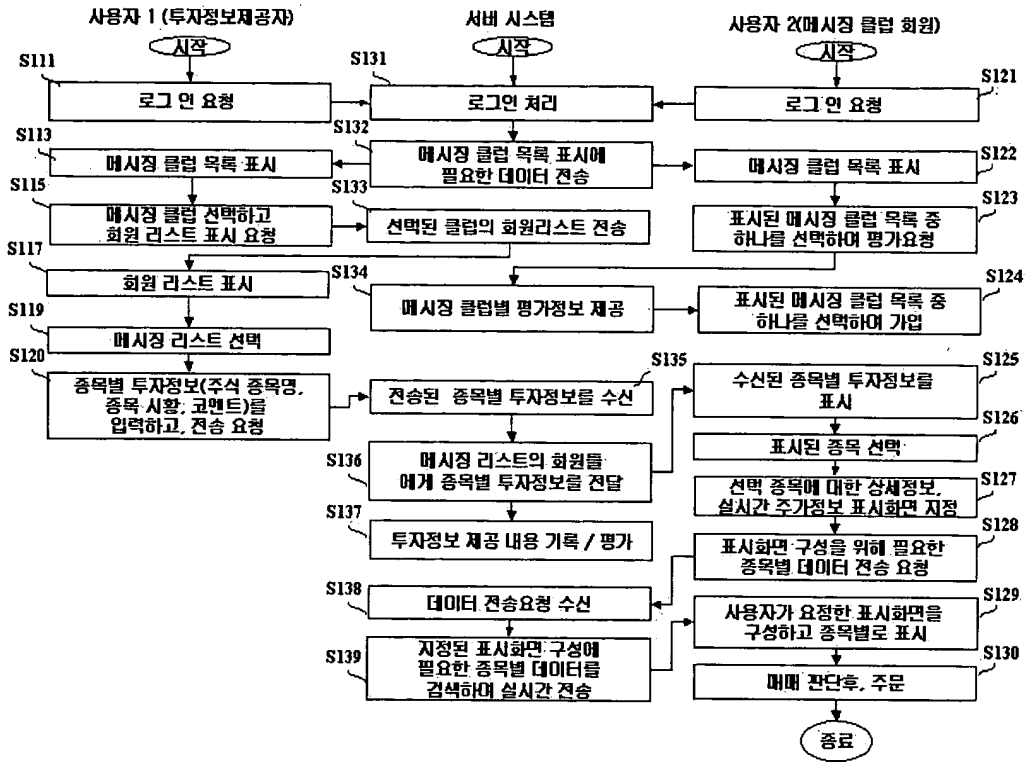 사용자 1 (투자정보제공자)
시작
S111
로그 인 요청
S113
메시징 클럽 목록 표시
S115
메시징 클럽 선택하고
회원 리스트 표시 요청
S117
회원 리스트 표시
S119
메시징 리스트 선택
S120
종목별 투자정보(주식 종목명,
종목 시황, 코멘트)를
입력하고, 전송 요청
서버 시스템
시작
S131
로그인 처리
S132
메시징 클럽 목록 표시에
필요한 데이터 전송
S133
선택된 클럽의 회원리스트 전송
S134
메시징 클럽별 평가정보 제공
S135
전송된 종목별 투자정보를 수신
S136
메시징 리스트의 회원들
에게 종목별 투자정보를 전달
S137
투자정보 제공 내용 기록 / 평가
S138
데이터 전송요청 수신
S139
지정된 표시화면 구성에
필요한 종목별 데이터를
검색하여 실시간 전송
사용자 2(메시징 클럽 회원)
시작
S121
로그 인 요청
S122
메시징 클럽 목록 표시
S123
표시된 메시징 클럽 목록 중
하나를 선택하여 평가요청
S124
표시된 메시징 클럽 목록 중
하나를 선택하여 가입
S125
수신된 종목별 투자정보를
표시
S126
표시된 종목 선택
S127
선택 종목에 대한 상세정보,
실시간 주가정보 표시화면 지정
S128
표시화면 구성을 위해 필요한
종목별 데이터 전송 요청
S129
사용자가 요정한 표시화면을
구성하고 종목별로 표시
S130
매매 판단후, 주문
종료